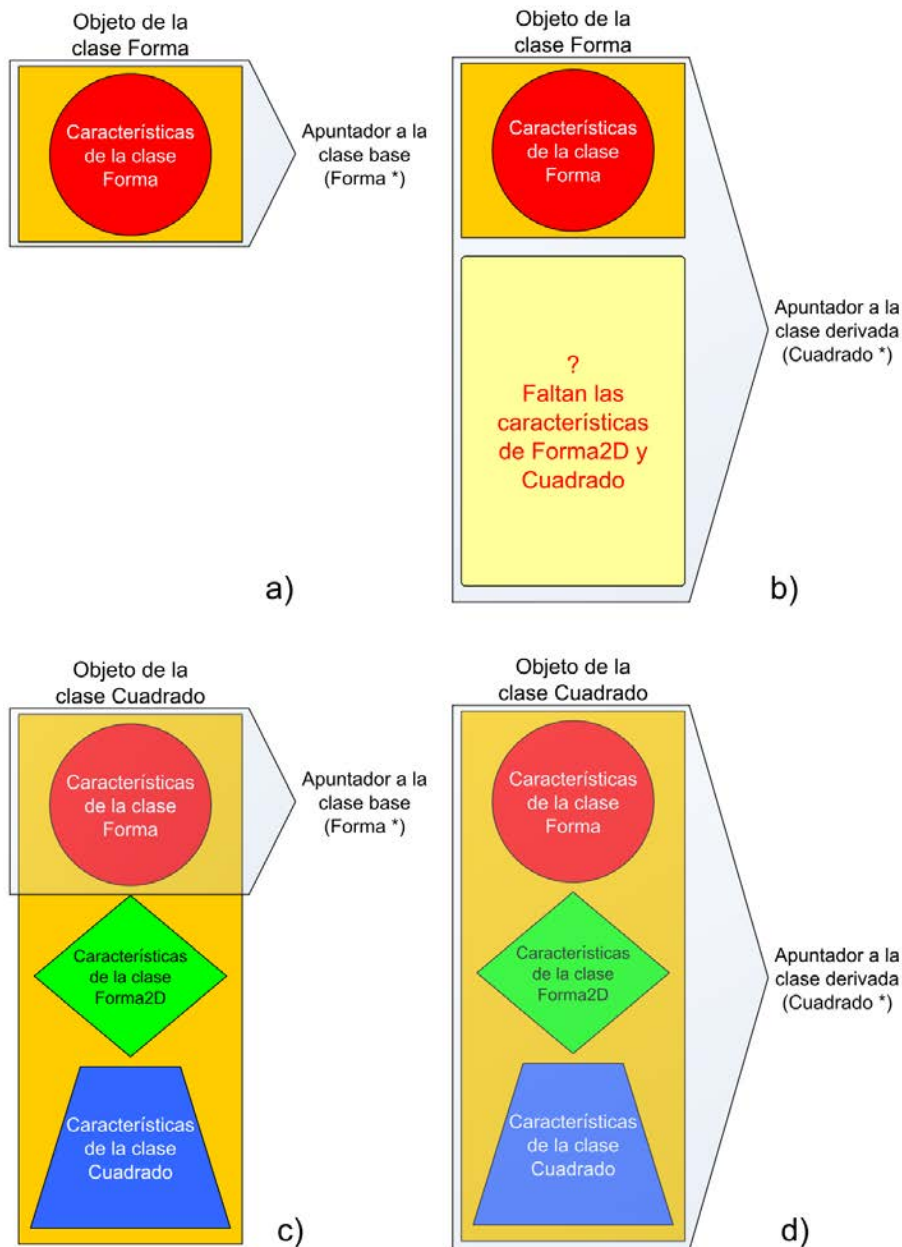 Objeto de la
clase Forma
Características
de la clase
Forma
Apuntador a la
clase base
(Forma *)
a)
Objeto de la
clase Forma
Características
de la clase
Forma
?
Faltan las
características
de Forma2D y
Cuadrado
Apuntador a la
clase derivada
(Cuadrado *)
b)
Objeto de la
clase Cuadrado
Características
de la clase
Forma
Apuntador a la
clase base
(Forma *)
Características
de la clase
Forma2D
Características
de la clase
Cuadrado
c)
Objeto de la
clase Cuadrado
Características
de la clase
Forma
Características
de la clase
Forma2D
Apuntador a la
clase derivada
(Cuadrado *)
Características
de la clase
Cuadrado
d)